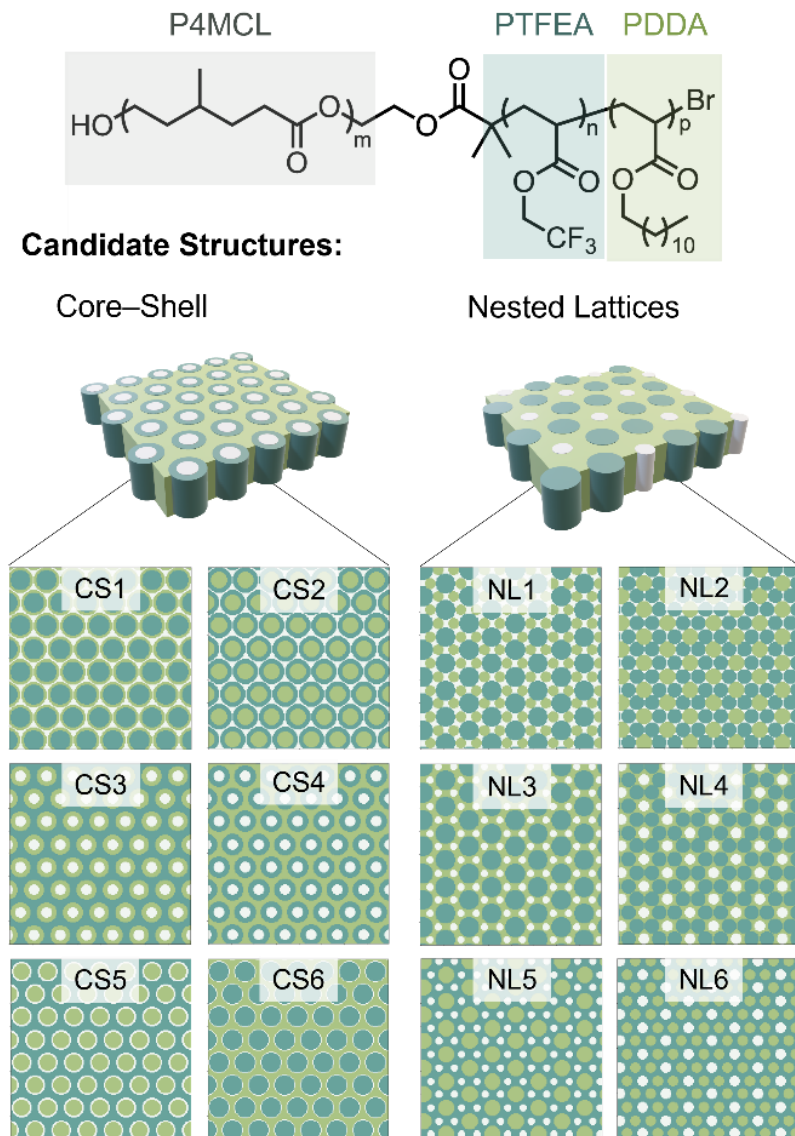 P4MCL PTFEA PDDA
O Br
HO O O m O n p
O O O O O
CF3 10
Candidate Structures:
Core–Shell Nested Lattices
CS1 CS2 NL1 NL2
CS3 CS4 NL3 NL4
CS5 CS6 NL5 NL6